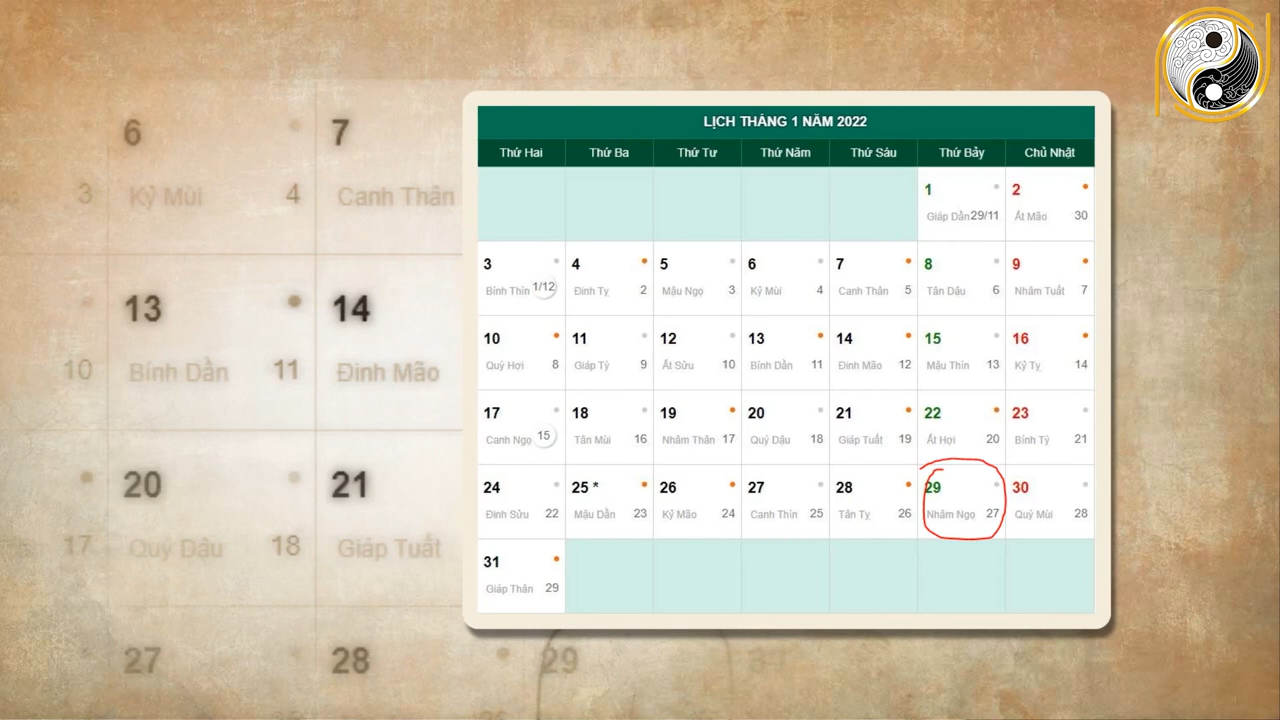 LỊCH THÁNG 1 NĂM 2022
Thứ Hai Thứ Ba Thứ Tư Thứ Năm Thứ Sáu Thứ Bảy Chủ Nhật
1 2
Giáp Dần 29/11 Ất Mão 30
3 4 5 6 7 8 9
Bính Thìn 1/12 Đinh Tỵ 2 Mậu Ngọ 3 Kỷ Mùi 4 Canh Thân 5 Tân Dậu 6 Nhâm Tuất 7
10 11 12 13 14 15 16
Quý Hợi 8 Giáp Tý 9 Ất Sửu 10 Bính Dần 11 Đinh Mão 12 Mậu Thìn 13 Kỷ Tỵ 14
17 18 19 20 21 22 23
Canh Ngọ 15 Tân Mùi 16 Nhâm Thân 17 Quý Dậu 18 Giáp Tuất 19 Ất Hợi 20 Bính Tý 21
24 25 * 26 27 28 29 30
Đinh Sửu 22 Mậu Dần 23 Kỷ Mão 24 Canh Thìn 25 Tân Tỵ 26 Nhâm Ngọ 27 Quý Mùi 28
31
Giáp Thân 29
6 7
3 Kỷ Mùi 4 Canh Thân
13 14
10 Bính Dần 11 Đinh Mão
20 21
17 Quý Dậu 18 Giáp Tuất
27 28 29